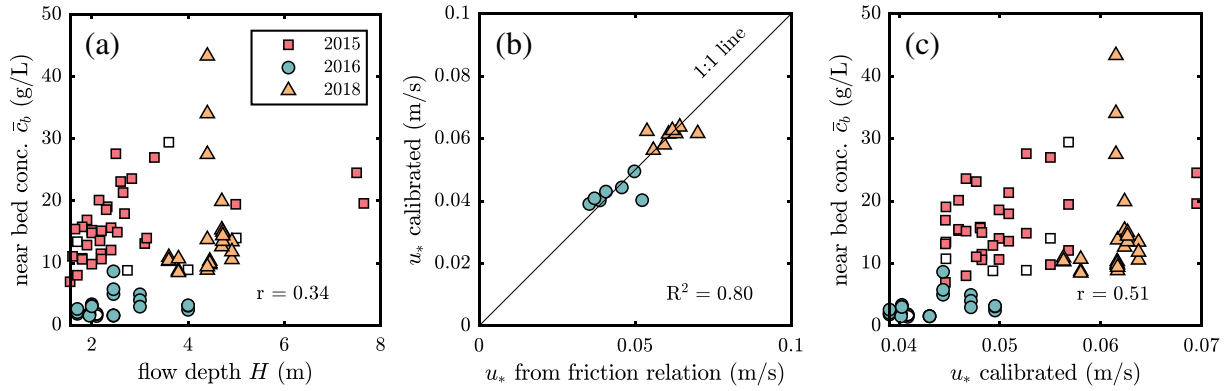 (a)
2015
2016
2018
r = 0.34
50
40
30
20
10
0
2
4
6
8
near bed conc. c̄_b (g/L)
flow depth H (m)
(b)
1:1 line
R² = 0.80
0.1
0.08
0.06
0.04
0.02
0.00
0
0.05
0.1
u_* calibrated (m/s)
u_* from friction relation (m/s)
(c)
r = 0.51
50
40
30
20
10
0
0.04
0.05
0.06
0.07
near bed conc. c̄_b (g/L)
u_* calibrated (m/s)